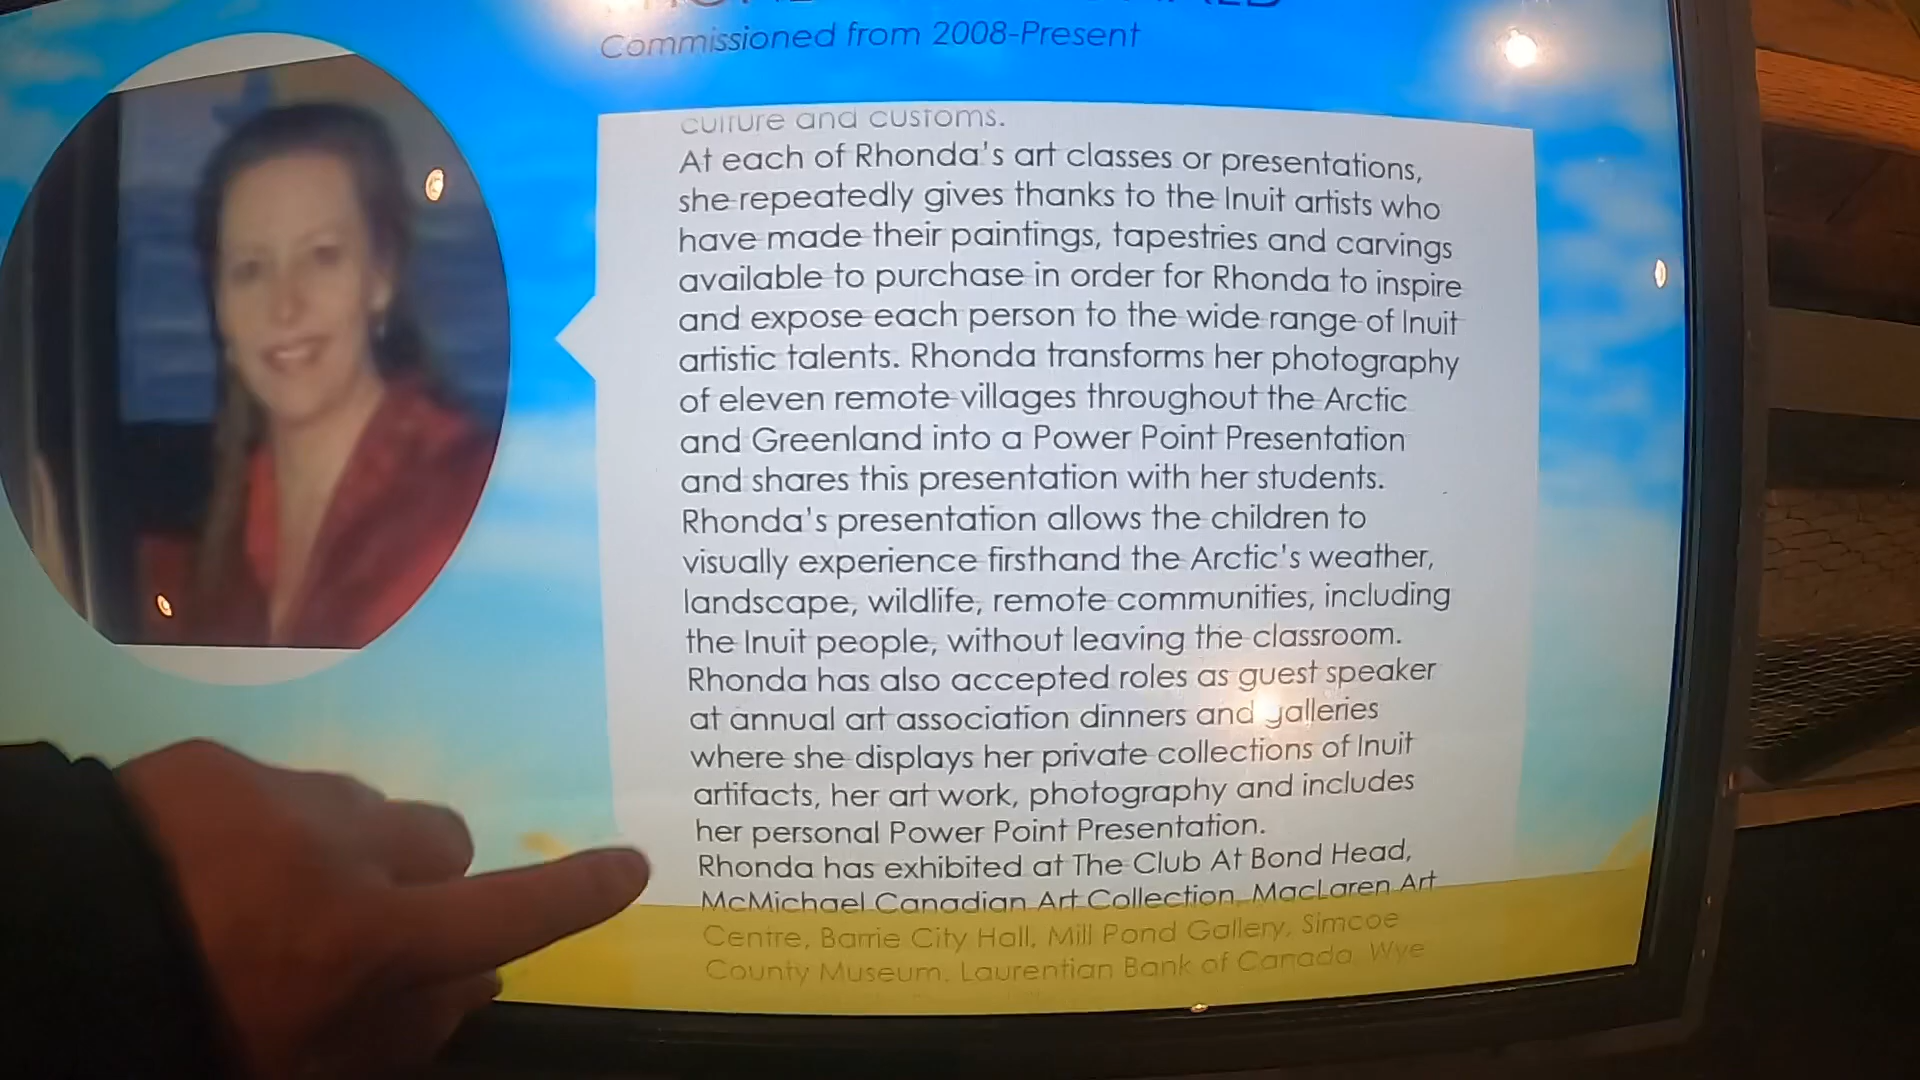 Commissioned from 2008-Present
culture and customs.
At each of Rhonda's art classes or presentations,
she repeatedly gives thanks to the Inuit artists who
have made their paintings, tapestries and carvings
available to purchase in order for Rhonda to inspire
and expose each person to the wide range of Inuit
artistic talents. Rhonda transforms her photography
of eleven remote villages throughout the Arctic
and Greenland into a Power Point Presentation
and shares this presentation with her students.
Rhonda's presentation allows the children to
visually experience firsthand the Arctic's weather,
landscape, wildlife, remote communities, including
the Inuit people, without leaving the classroom.
Rhonda has also accepted roles as guest speaker
at annual art association dinners and galleries
where she displays her private collections of Inuit
artifacts, her art work, photography and includes
her personal Power Point Presentation.
Rhonda has exhibited at The Club At Bond Head,
McMichael Canadian Art Collection, MacLaren Art
Centre, Barrie City Hall, Mill Pond Gallery, Simcoe
County Museum, Laurentian Bank of Canada, Wye